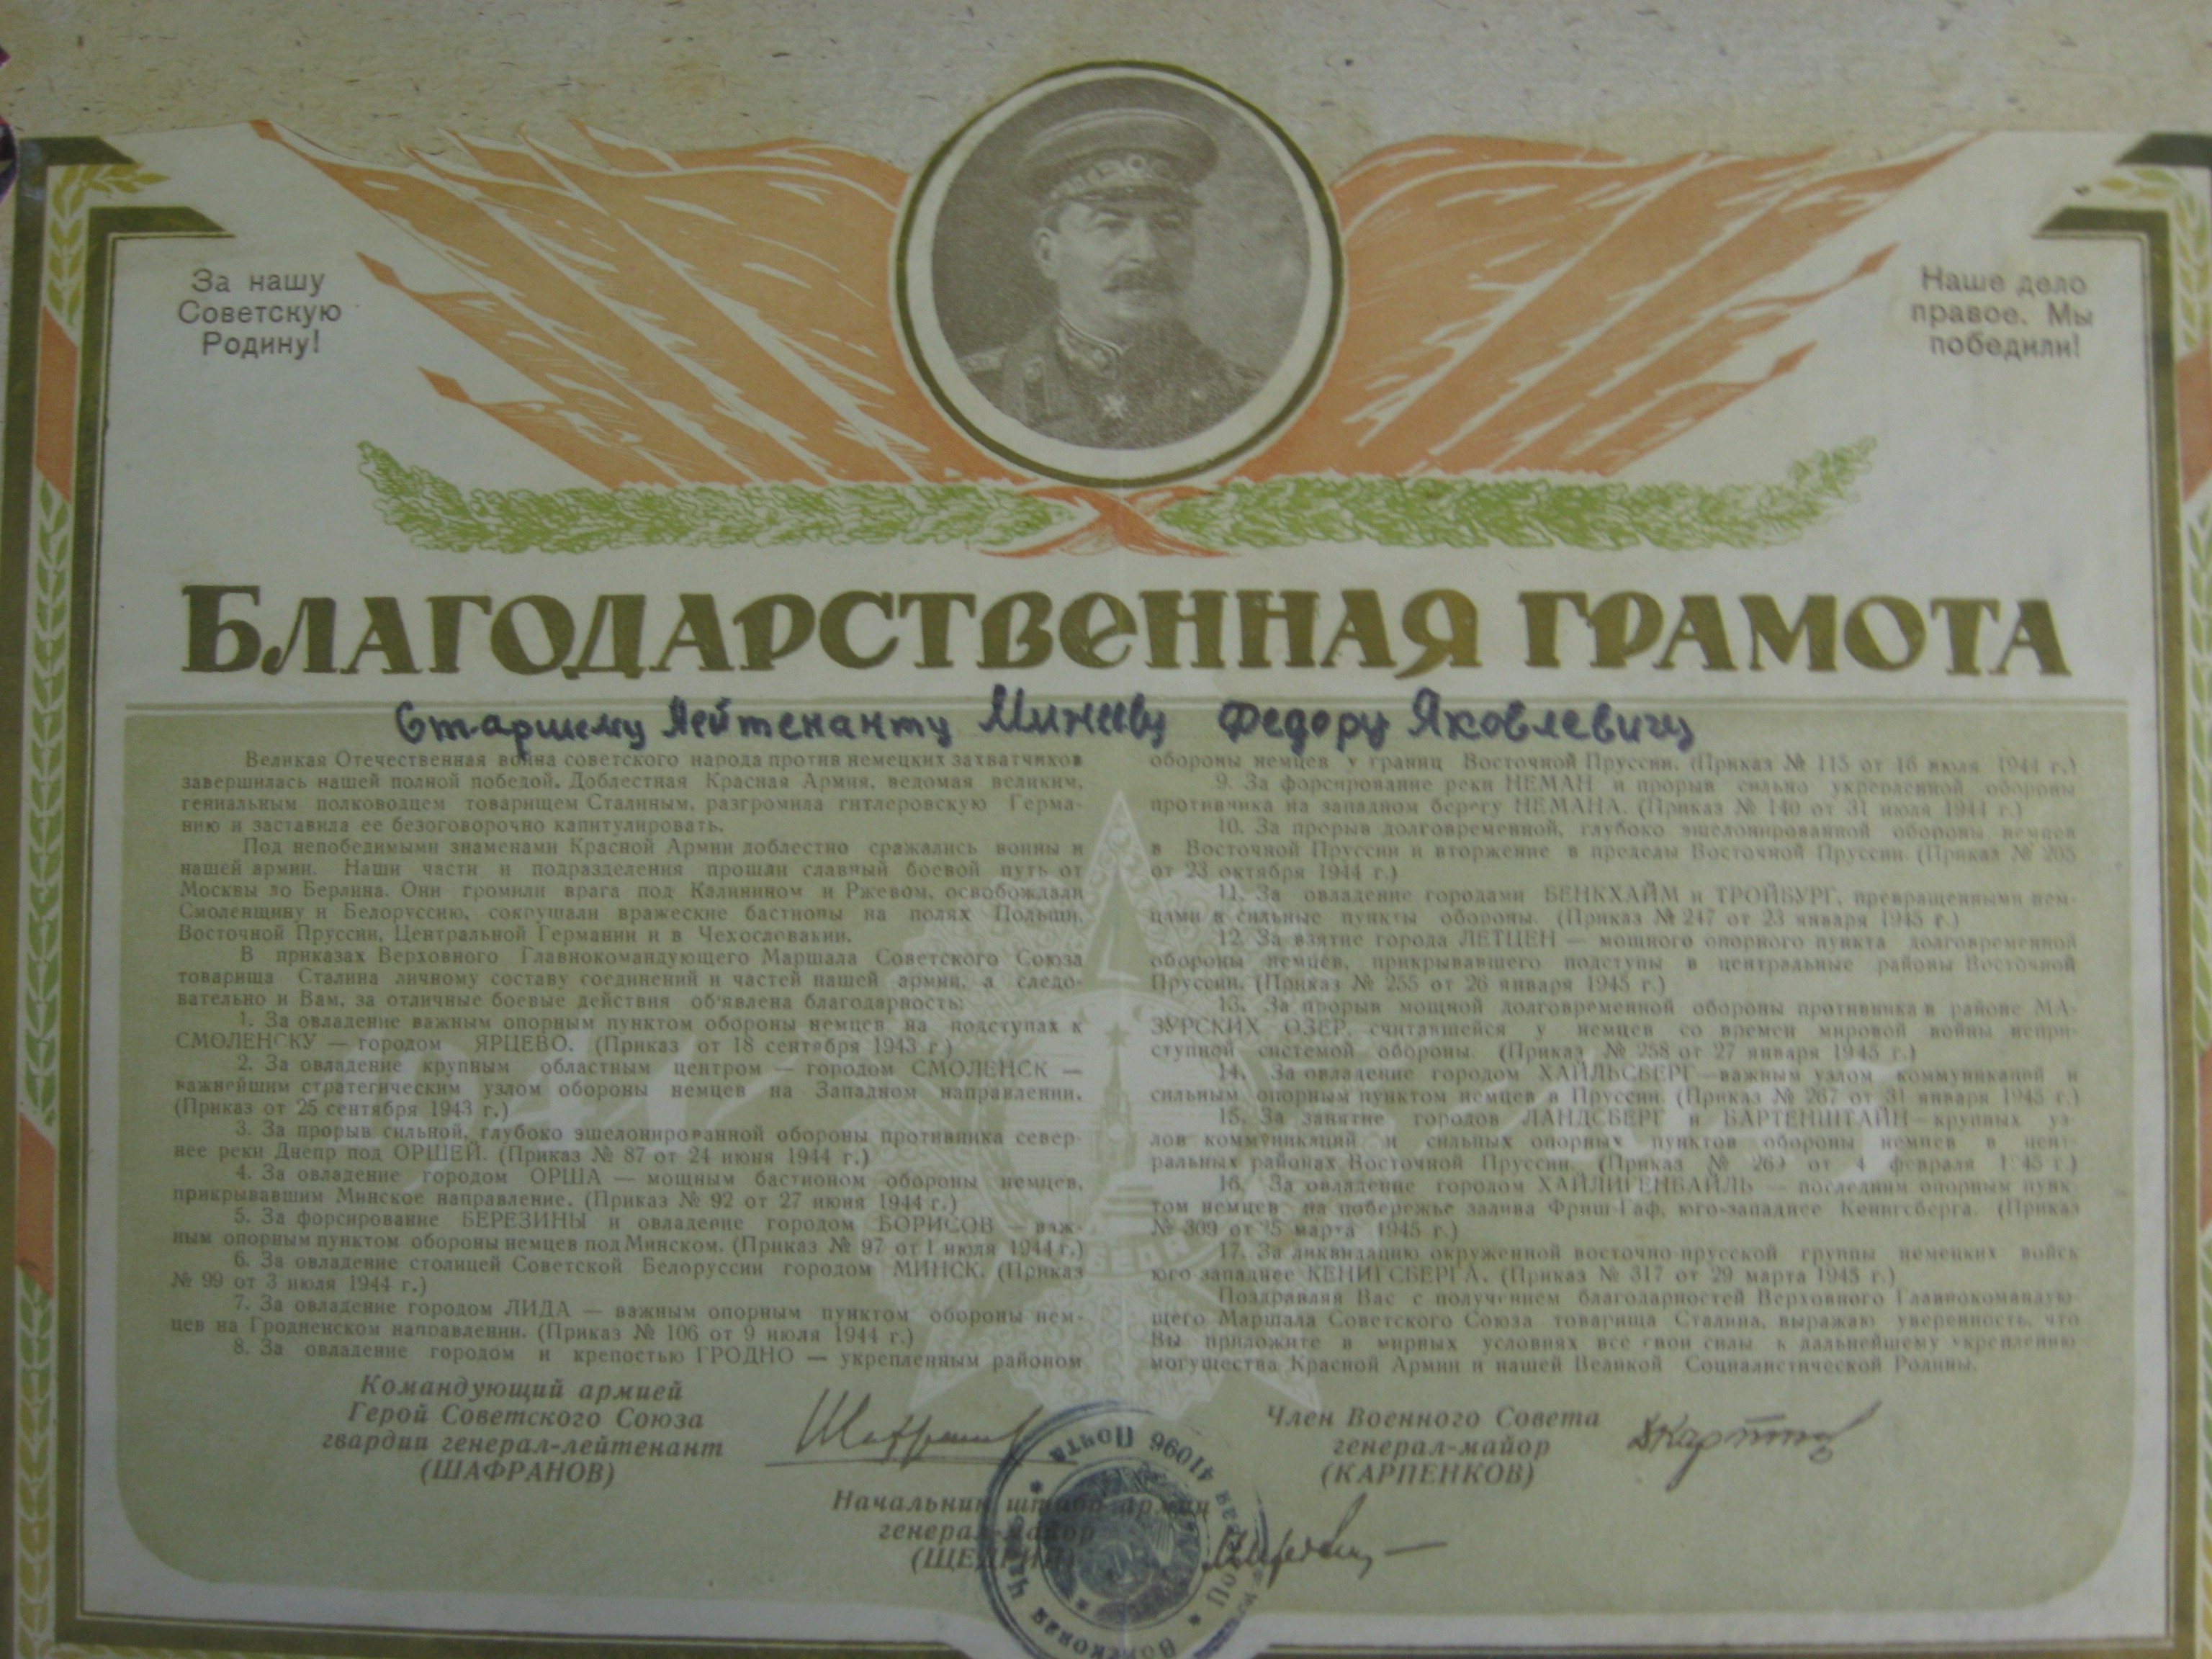 За нашу
Советскую
Родину!
Наше дело
правое. Мы
победили!
БЛАГОДАРСТВЕННАЯ ГРАМОТА
Старшему Лейтенанту Миневу Федору Яковлевичу
Великая Отечественная война советского народа против немецких захватчиков
завершилась нашей полной победой. Доблестная Красная Армия, ведомая великим,
гениальным полководцем товарищем Сталиным, разгромила гитлеровскую Герма-
нию и заставила ее безоговорочно капитулировать.
Под непобедимыми знаменами Красной Армии доблестно сражались воины и
нашей армии. Наши части и подразделения прошли славный боевой путь от
Москвы до Берлина. Они громили врага под Калинином и Ржевом, освобождали
Смоленщину и Белоруссию, сокрушали вражеские бастионы на полях Польши,
Восточной Пруссии, Центральной Германии и в Чехословакии.
В приказах Верховного Главнокомандующего Маршала Советского Союза
товарища Сталина личному составу соединений и частей нашей армии, а следо-
вательно и Вам, за отличные боевые действия об'явлена благодарность:
1. За овладение важным опорным пунктом обороны немцев на подступах к
СМОЛЕНСКУ — городом ЯРЦЕВО. (Приказ от 18 сентября 1943 г.)
2. За овладение крупным областным центром — городом СМОЛЕНСК —
важнейшим стратегическим узлом обороны немцев на Западном направлении.
(Приказ от 25 сентября 1943 г.)
3. За прорыв сильной, глубоко эшелонированной обороны противника север-
нее реки Днепр под ОРШЕЙ. (Приказ № 87 от 24 июня 1944 г.)
4. За овладение городом ОРША — мощным бастионом обороны немцев,
прикрывавшим Минское направление. (Приказ № 92 от 27 июня 1944 г.)
5. За форсирование БЕРЕЗИНЫ и овладение городом БОРИСОВ — важ-
ным опорным пунктом обороны немцев под Минском. (Приказ № 97 от 1 июля 1944 г.)
6. За овладение столицей Советской Белоруссии городом МИНСК. (Приказ
№ 99 от 3 июля 1944 г.)
7. За овладение городом ЛИДА — важным опорным пунктом обороны нем-
цев на Гродненском направлении. (Приказ № 106 от 9 июля 1944 г.)
8. За овладение городом и крепостью ГРОДНО — укрепленным районом
обороны немцев у границ Восточной Пруссии. (Приказ № 115 от 16 июля 1944 г.)
9. За форсирование реки НЕМАН и прорыв сильно укрепленной обороны
противника на западном берегу НЕМАНА. (Приказ № 140 от 31 июля 1944 г.)
10. За прорыв долговременной, глубоко эшелонированной обороны немцев
в Восточной Пруссии и вторжение в пределы Восточной Пруссии. (Приказ № 203
от 23 октября 1944 г.)
11. За овладение городами БЕНКХАЙМ и ТРОЙБУРГ, превращенными нем-
цами в сильные пункты обороны. (Приказ № 247 от 23 января 1945 г.)
12. За взятие города ЛЕТЦЕН — мощного опорного пункта долговременной
обороны немцев, прикрывавшего подступы в центральные районы Восточной
Пруссии. (Приказ № 255 от 26 января 1945 г.)
13. За прорыв мощной долговременной обороны противника в районе МА-
ЗУРСКИХ ОЗЕР, считавшейся у немцев со времен мировой войны непри-
ступной системой обороны. (Приказ № 258 от 27 января 1945 г.)
14. За овладение городом ХАЙЛЬСБЕРГ—важным узлом коммуникаций и
сильным опорным пунктом немцев в Пруссии. (Приказ № 267 от 31 января 1945 г.)
15. За занятие городов ЛАНДСБЕРГ и БАРТЕНШТАЙН—крупных уз-
лов коммуникаций и сильных опорных пунктов обороны немцев в цент-
ральных районах Восточной Пруссии. (Приказ № 269 от 4 февраля 1945 г.)
16. За овладение городом ХАЙЛИГЕНБАЙЛЬ — последним опорным пунк-
том немцев на побережье залива Фриш-Гаф, юго-западнее Кенигсберга. (Приказ
№ 309 от 25 марта 1945 г.)
17. За ликвидацию окруженной восточно-прусской группы немецких войск
юго-западнее КЕНИГСБЕРГА. (Приказ № 317 от 29 марта 1945 г.)
Поздравляя Вас с получением благодарностей Верховного Главнокомандую-
щего Маршала Советского Союза товарища Сталина, выражаю уверенность, что
Вы приложите в мирных условиях все свои силы к дальнейшему укреплению
могущества Красной Армии и нашей Великой Социалистической Родины.
Командующий армией
Герой Советского Союза
гвардии генерал-лейтенант
(ШАФРАНОВ)
Член Военного Совета
генерал-майор
(КАРПЕНКОВ)
Начальник штаба армии
генерал-майор
(ЩЕДРИН)
Полевая Почта 41096